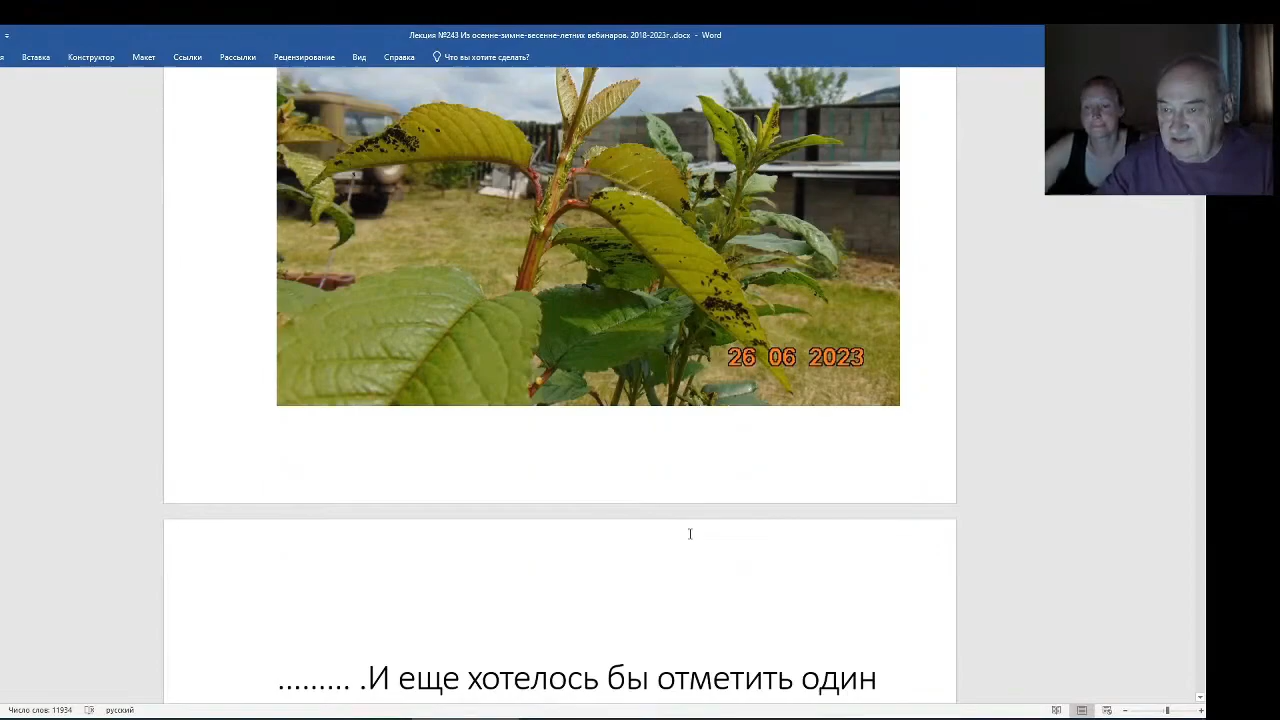 Лекция №243 Из осенне-зимне-весенне-летних вебинаров. 2018-2023г..docx - Word
Вставка Конструктор Макет Ссылки Рассылки Рецензирование Вид Справка Что вы хотите сделать?
26 06 2023
......... .И еще хотелось бы отметить один
Число слов: 11934 русский